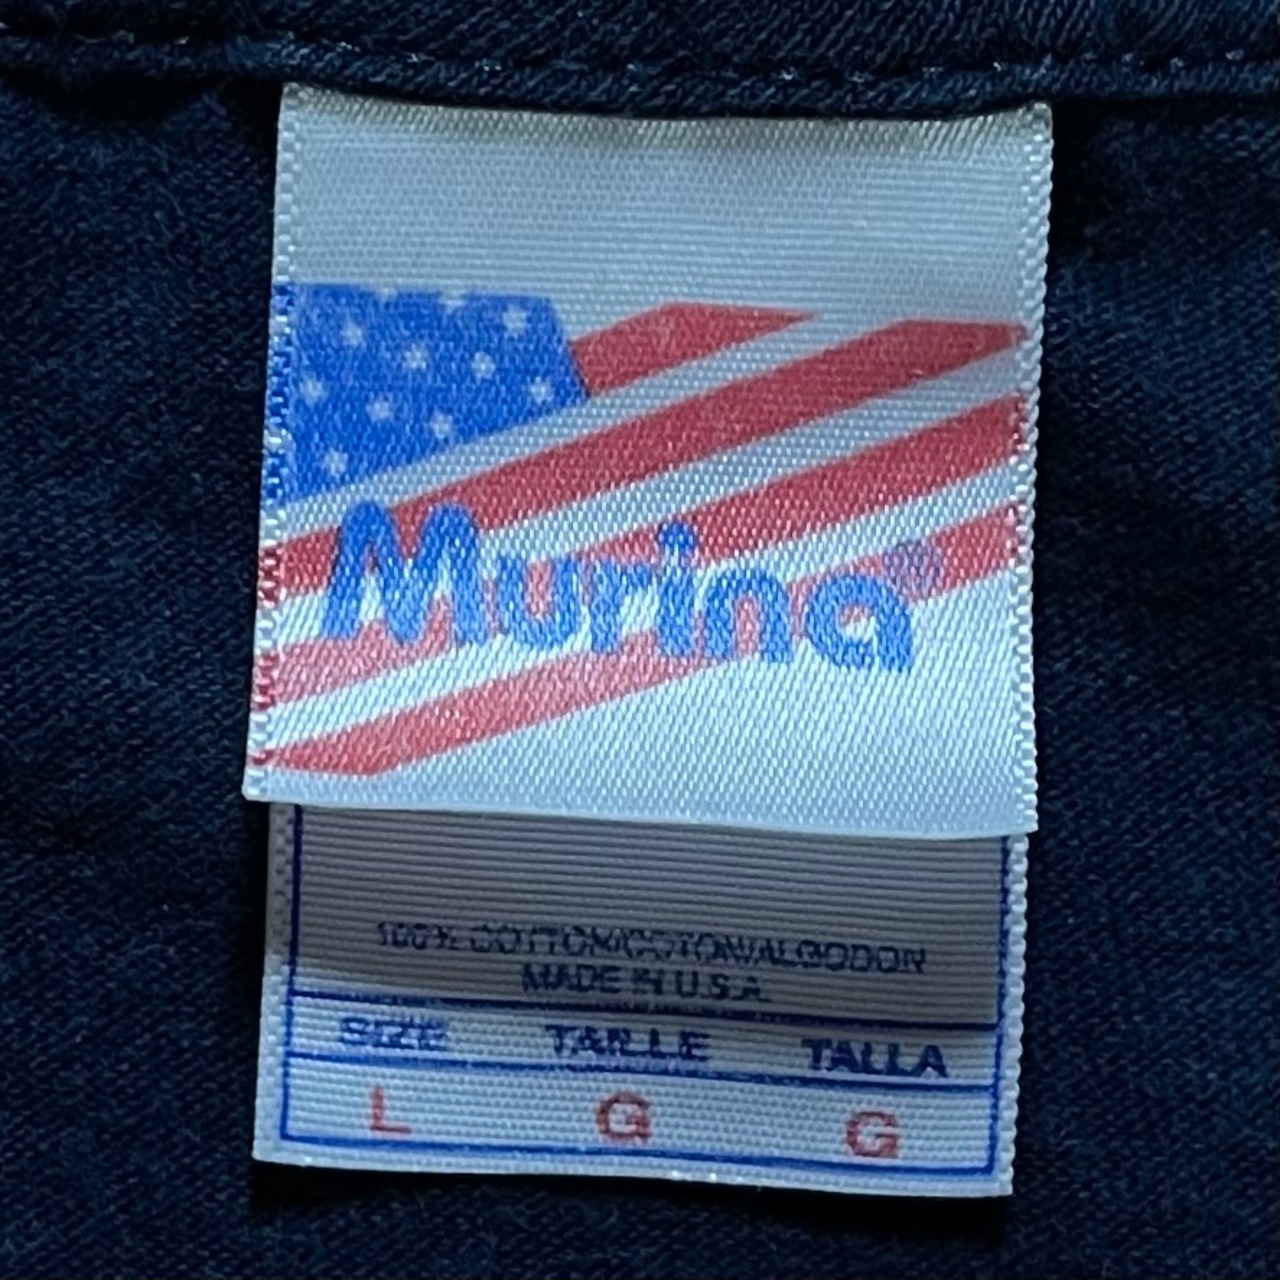 Murina
100% COTTON/COTON/ALGODON
MADE IN U.S.A.
SIZE TAILLE TALLA
L G G